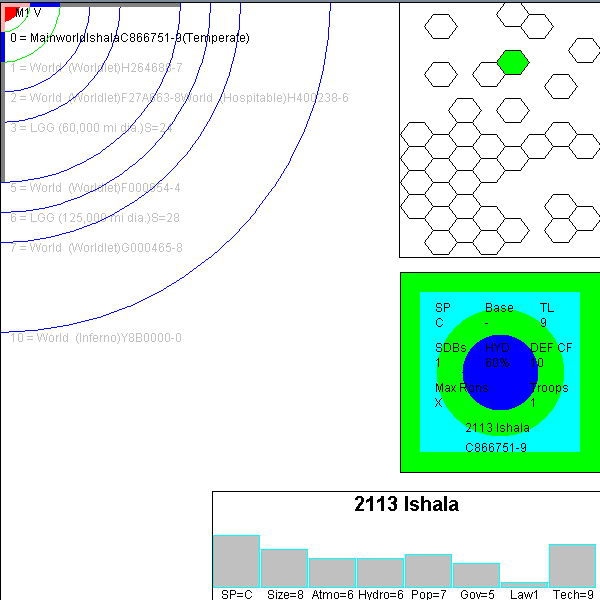 M1 V
0 = MainworldIshalaC866751-9(Temperate)
1 = World (Worldlet)H264686-7
2 = World (Worldlet)F27A663-8World (Hospitable)H400238-6
3 = LGG (60,000 mi dia.)S=24
5 = World (Worldlet)F000654-4
6 = LGG (125,000 mi dia.)S=28
7 = World (Worldlet)G000465-8
10 = World (Inferno)Y8B0000-0
SP Base TL
C - 9
SDBs HYD DEF CF
1 60% 0
Max Troops
X 1
2113 Ishala
C866751-9
2113 Ishala
SP=C Size=8 Atmo=6 Hydro=6 Pop=7 Gov=5 Law1 Tech=9